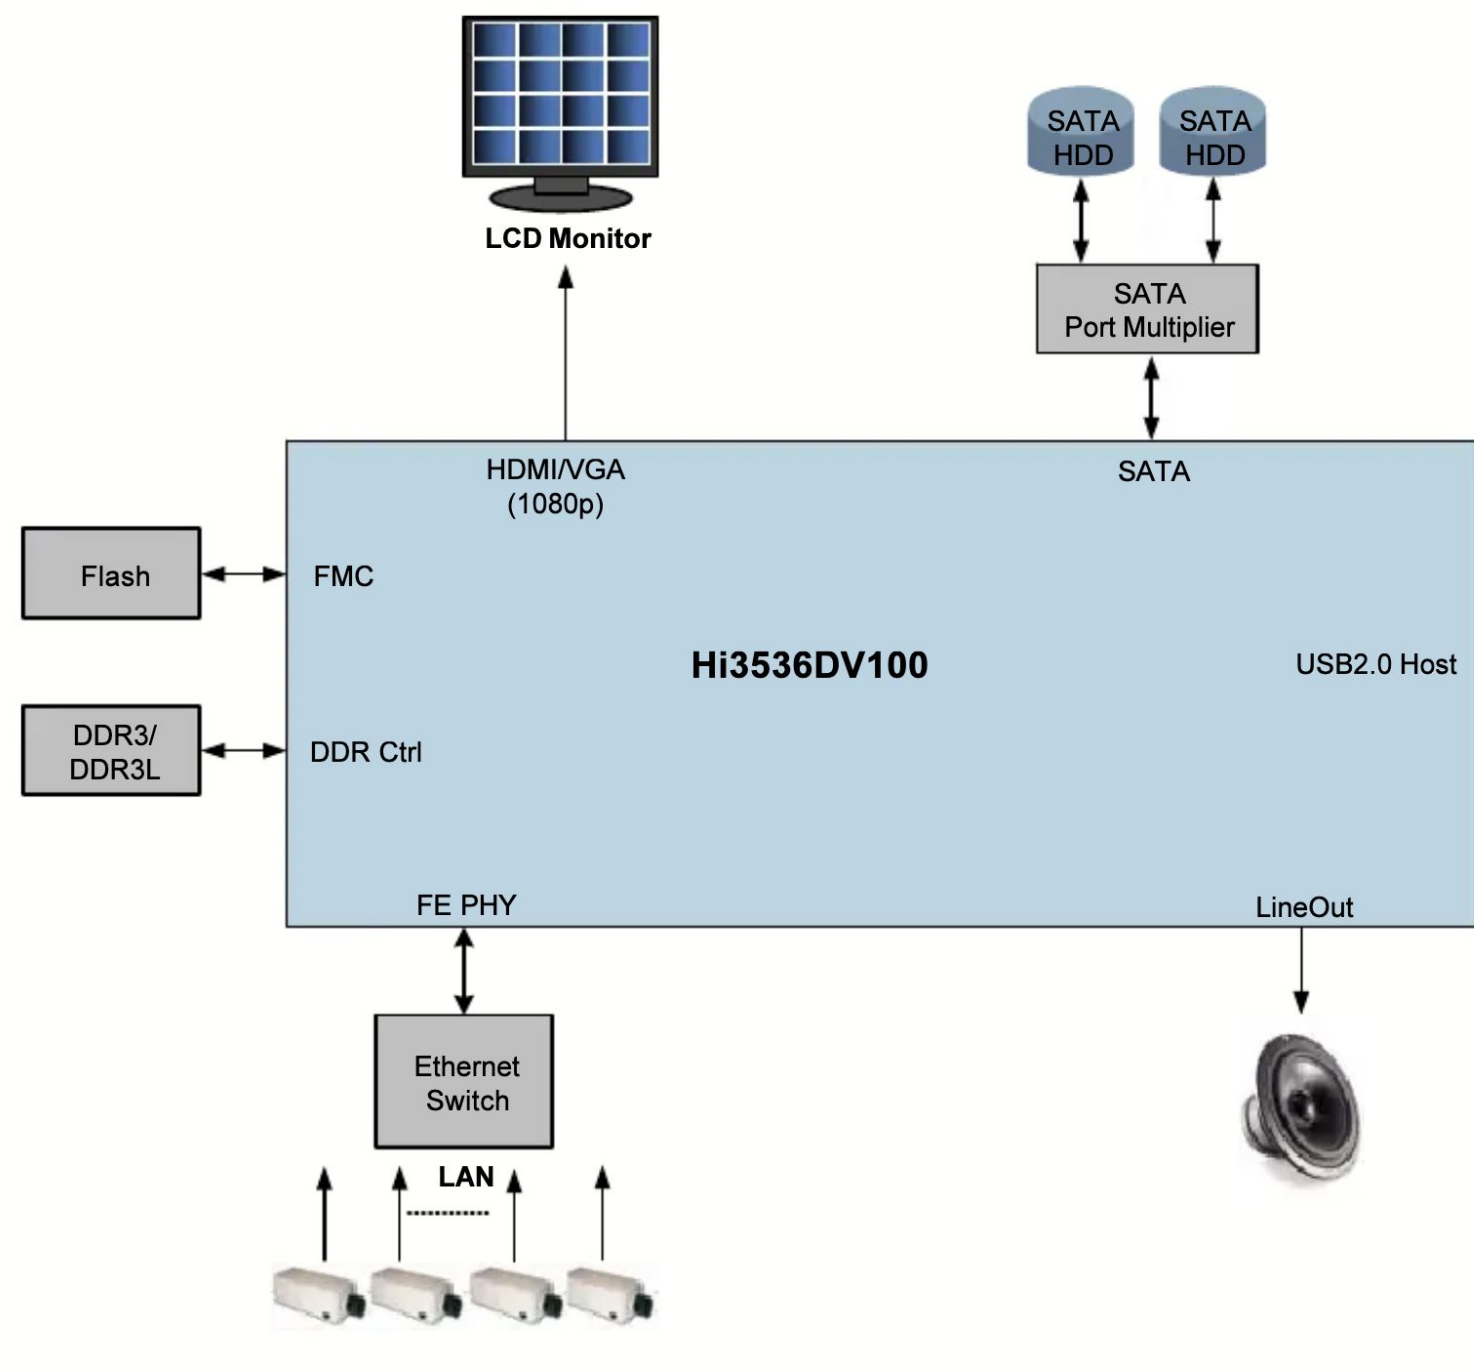 SATA
HDD
SATA
HDD
LCD Monitor
SATA
Port Multiplier
HDMI/VGA
(1080p)
SATA
Flash
FMC
Hi3536DV100
USB2.0 Host
DDR3/
DDR3L
DDR Ctrl
FE PHY
LineOut
Ethernet
Switch
LAN